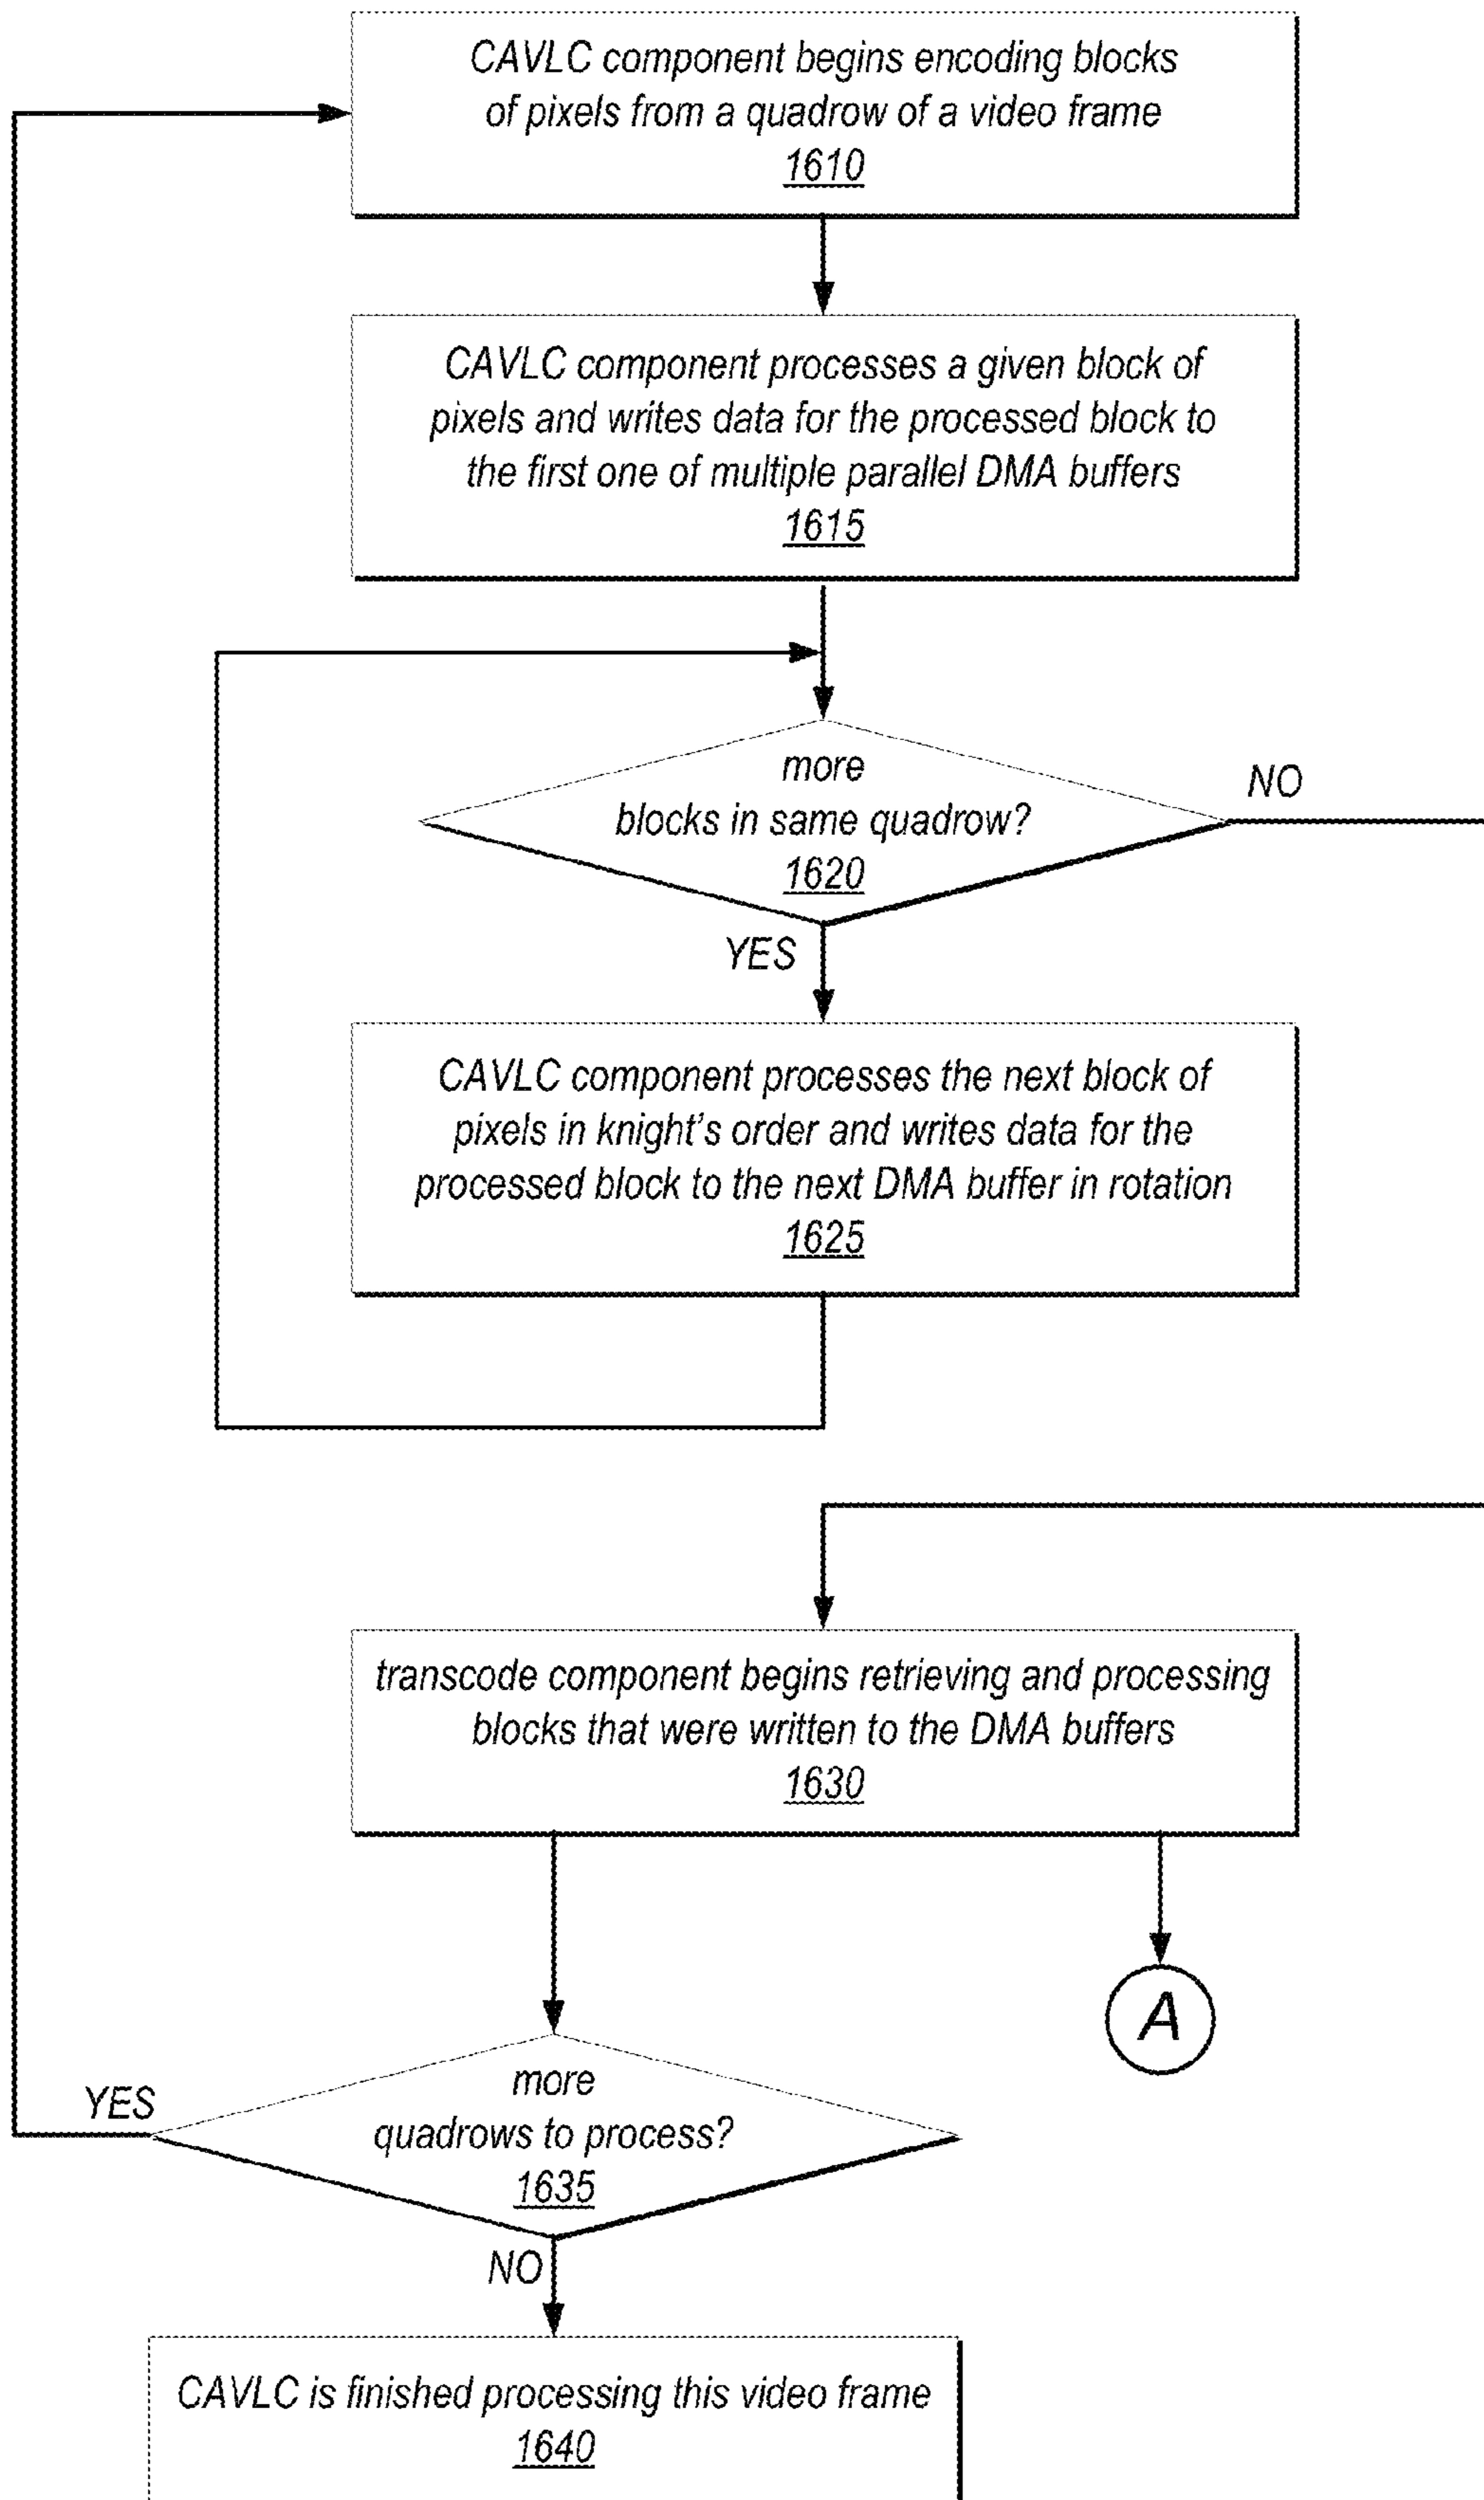 CAVLC component begins encoding blocks
of pixels from a quadrow of a video frame
1610
CAVLC component processes a given block of
pixels and writes data for the processed block to
the first one of multiple parallel DMA buffers
1615
more
blocks in same quadrow?
1620
NO
YES
CAVLC component processes the next block of
pixels in knight's order and writes data for the
processed block to the next DMA buffer in rotation
1625
transcode component begins retrieving and processing
blocks that were written to the DMA buffers
1630
A
more
quadrows to process?
1635
YES
NO
CAVLC is finished processing this video frame
1640